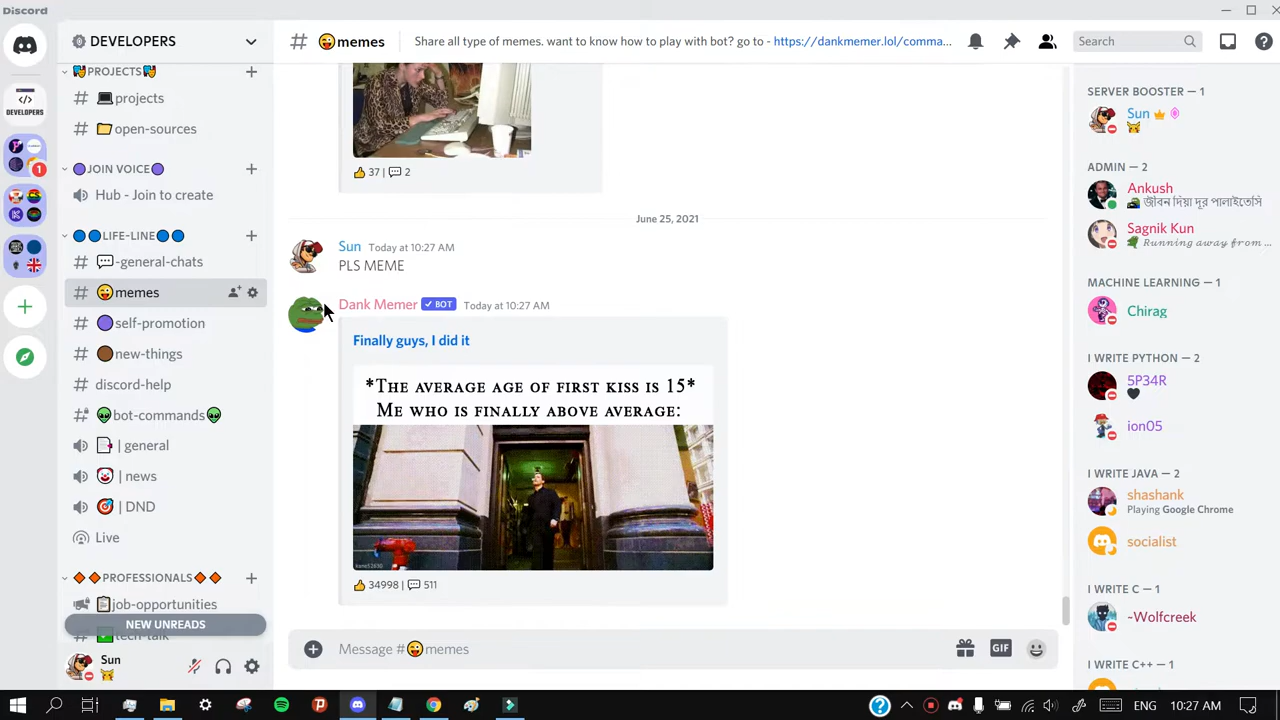 Discord
DEVELOPERS
PROJECTS
projects
open-sources
JOIN VOICE
Hub - Join to create
LIFE-LINE
-general-chats
memes
self-promotion
new-things
discord-help
bot-commands
| general
| news
| DND
Live
PROFESSIONALS
job-opportunities
tech-talk
NEW UNREADS
Sun
DEVELOPERS
1
# memes
Share all type of memes. want to know how to play with bot? go to - https://dankmemer.lol/comma...
Search
37 | 2
June 25, 2021
Sun Today at 10:27 AM
PLS MEME
Dank Memer BOT Today at 10:27 AM
Finally guys, I did it
*THE AVERAGE AGE OF FIRST KISS IS 15*
ME WHO IS FINALLY ABOVE AVERAGE:
34998 | 511
Message # memes
GIF
SERVER BOOSTER — 1
Sun
ADMIN — 2
Ankush
জীবন দিয়া দূর পালাইতেসি
Sagnik Kun
Running away from ...
MACHINE LEARNING — 1
Chirag
I WRITE PYTHON — 2
5P34R
ion05
I WRITE JAVA — 2
shashank
Playing Google Chrome
socialist
I WRITE C — 1
~Wolfcreek
I WRITE C++ — 1
ENG 10:27 AM